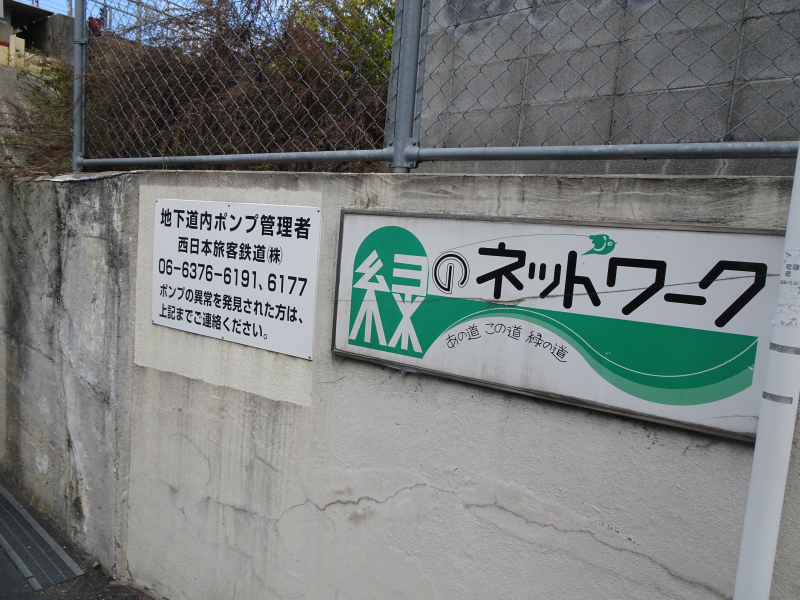 地下道内ポンプ管理者
西日本旅客鉄道㈱
06-6376-6191、6177
ポンプの異常を発見された方は、
上記までご連絡ください。
緑のネットワーク
あの道 この道 緑の道